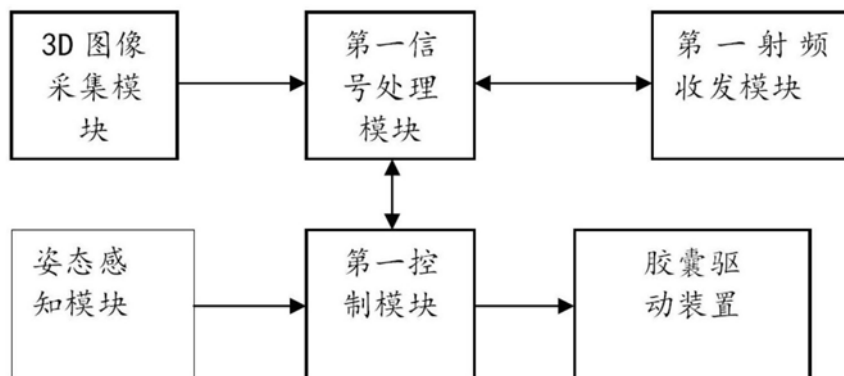 3D 图像
采集模
块
第一信
号处理
模块
第一射频
收发模块
姿态感
知模块
第一控
制模块
胶囊驱
动装置